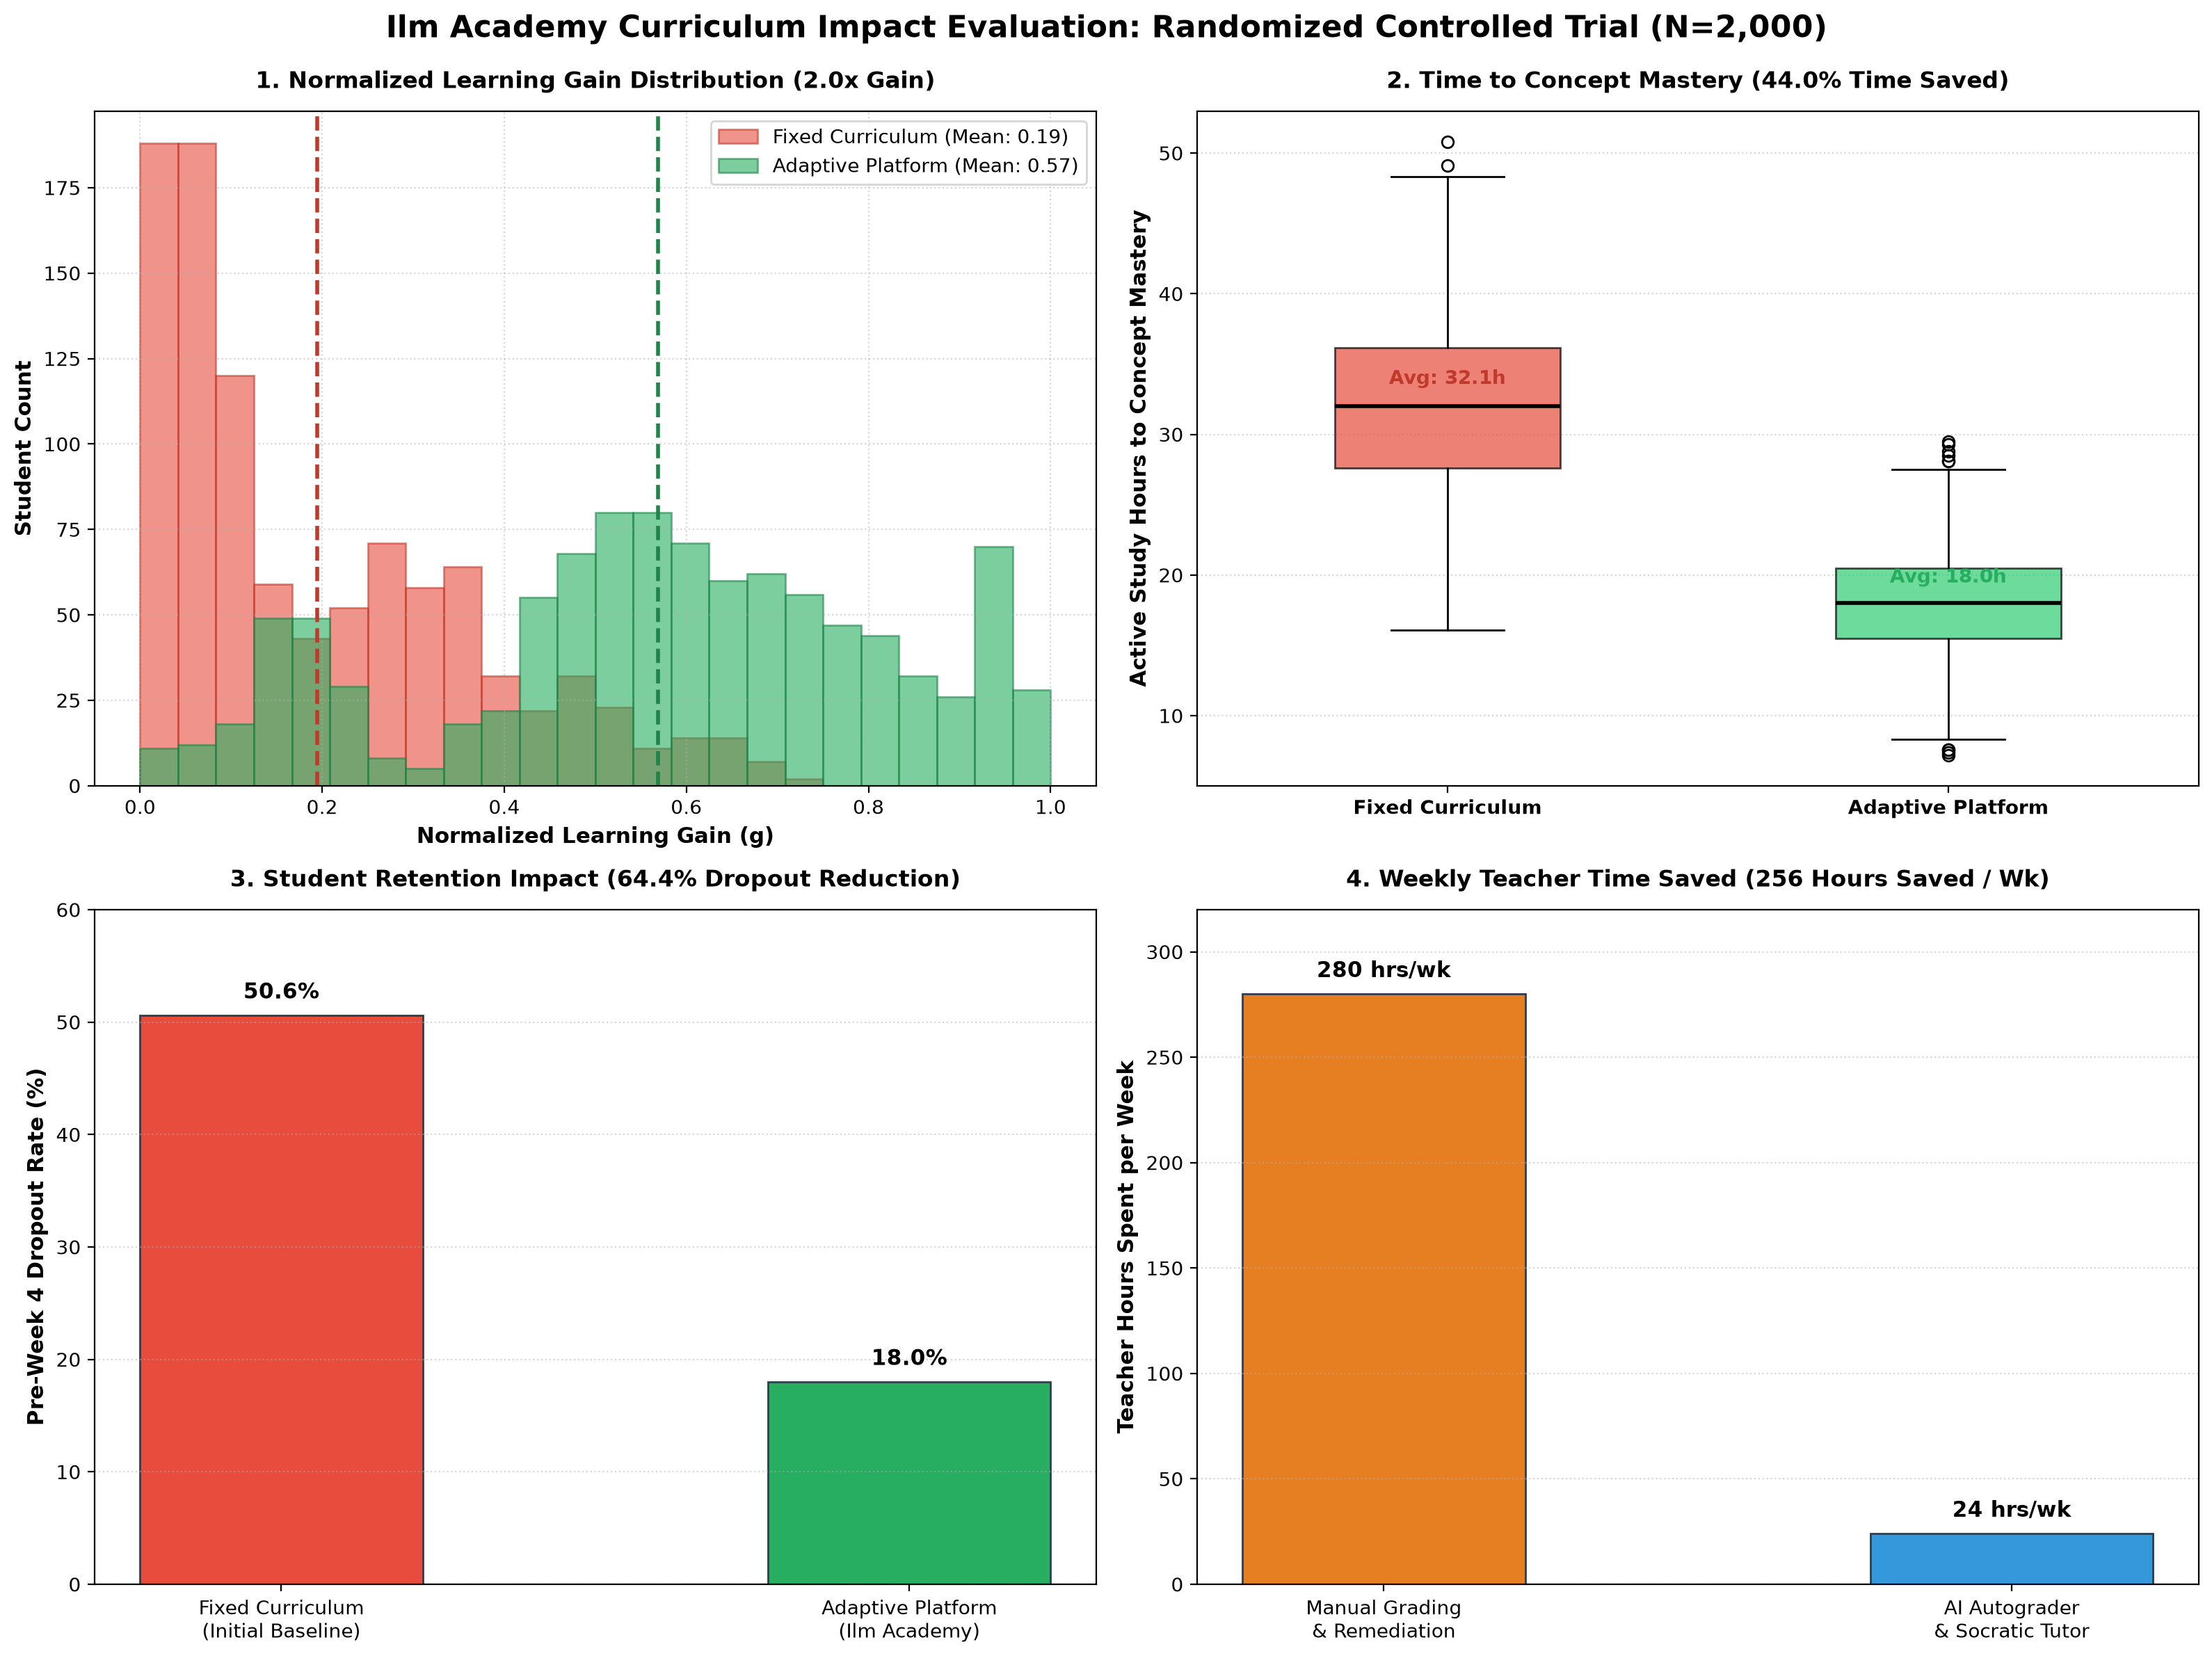 Ilm Academy Curriculum Impact Evaluation: Randomized Controlled Trial (N=2,000)
1. Normalized Learning Gain Distribution (2.0x Gain)
Student Count
175
150
125
100
75
50
25
0
Fixed Curriculum (Mean: 0.19)
Adaptive Platform (Mean: 0.57)
0.0 0.2 0.4 0.6 0.8 1.0
Normalized Learning Gain (g)
2. Time to Concept Mastery (44.0% Time Saved)
Active Study Hours to Concept Mastery
50
40
30
20
10
Avg: 32.1h
Avg: 18.0h
Fixed Curriculum Adaptive Platform
3. Student Retention Impact (64.4% Dropout Reduction)
Pre-Week 4 Dropout Rate (%)
60
50
40
30
20
10
0
50.6%
18.0%
Fixed Curriculum Adaptive Platform
(Initial Baseline) (Ilm Academy)
4. Weekly Teacher Time Saved (256 Hours Saved / Wk)
Teacher Hours Spent per Week
300
250
200
150
100
50
0
280 hrs/wk
24 hrs/wk
Manual Grading AI Autograder
& Remediation & Socratic Tutor